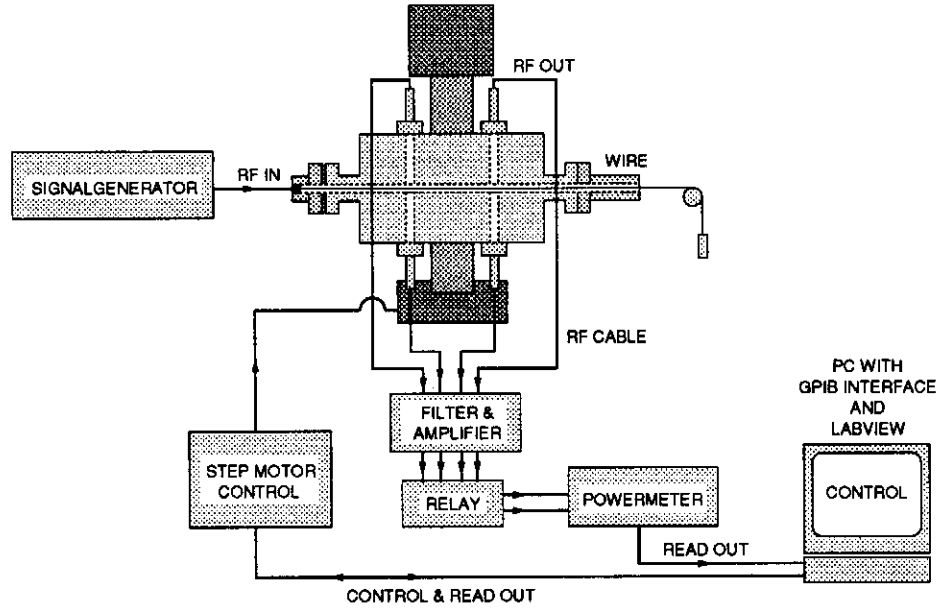 RF OUT
SIGNALGENERATOR
RF IN
WIRE
RF CABLE
PC WITH
GPIB INTERFACE
AND
LABVIEW
FILTER &
AMPLIFIER
STEP MOTOR
CONTROL
RELAY
POWERMETER
CONTROL
READ OUT
CONTROL & READ OUT